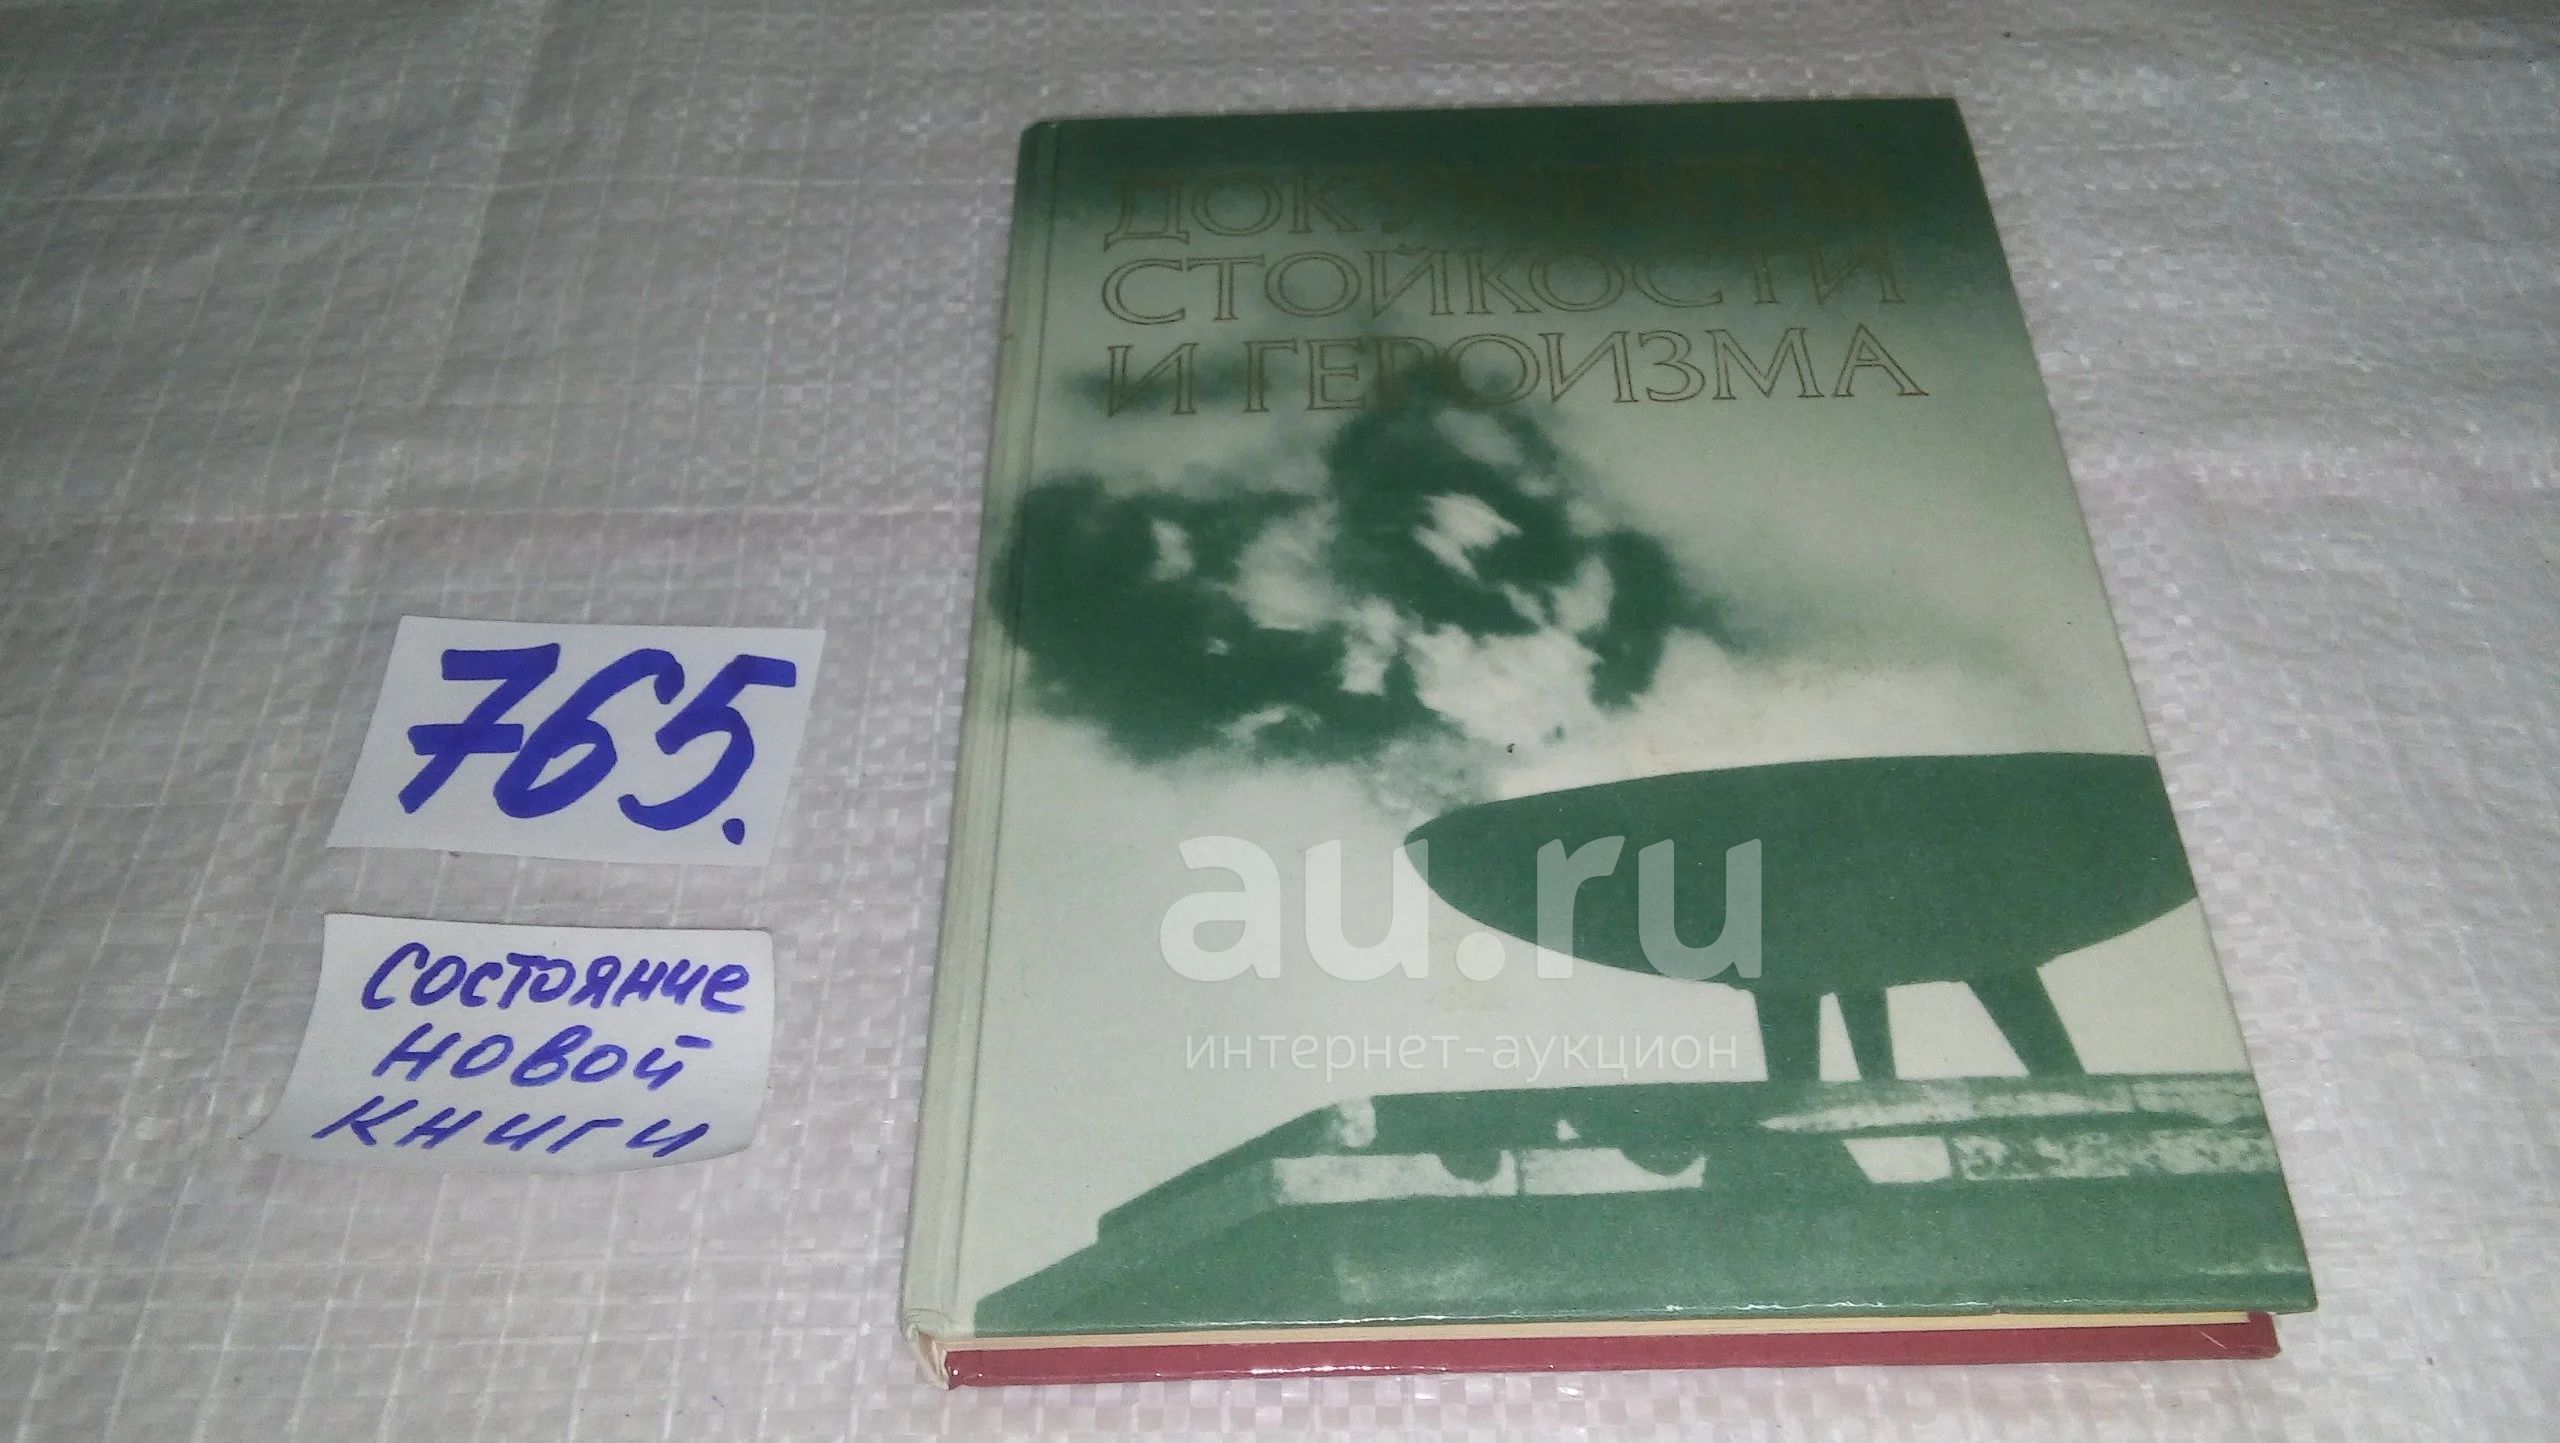 ДОКУМЕНТЫ
СТОЙКОСТИ
И ГЕРОИЗМА
765.
СОСТОЯНИЕ
НОВОЙ
КНИГИ
au.ru
интернет-аукцион